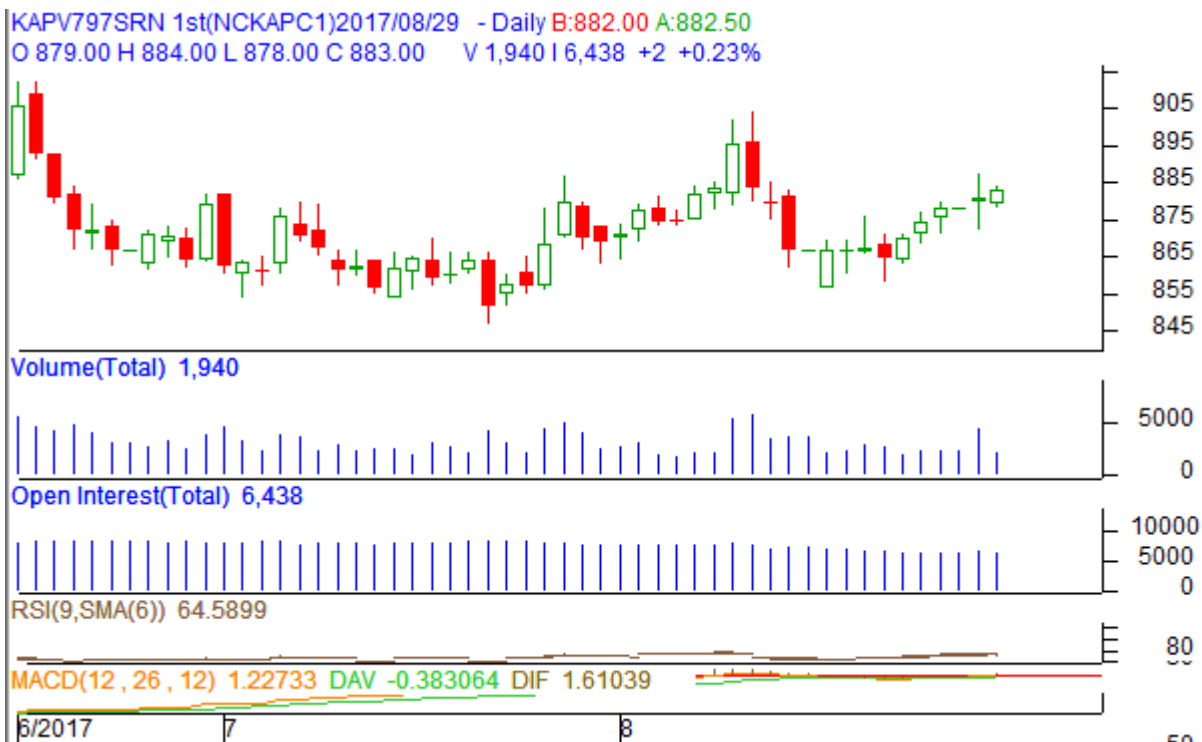 KAPV797SRN 1st(NCKAPC1)2017/08/29 - Daily B:882.00 A:882.50
O 879.00 H 884.00 L 878.00 C 883.00 V 1,940 I 6,438 +2 +0.23%
905
895
885
875
865
855
845
Volume(Total) 1,940
5000
0
Open Interest(Total) 6,438
10000
5000
0
RSI(9,SMA(6)) 64.5899
80
MACD(12 , 26 , 12) 1.22733 DAV -0.383064 DIF 1.61039
6/2017 7 8